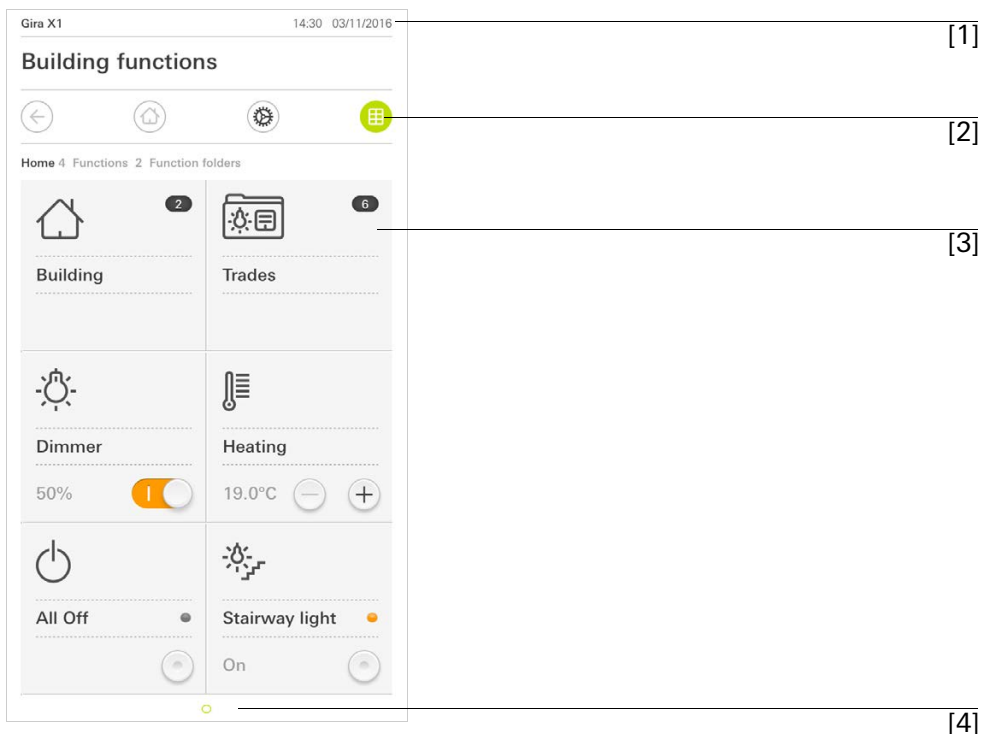 Gira X1 14:30 03/11/2016
[1]
Building functions
[2]
Home 4 Functions 2 Function folders
2 6
[3]
Building Trades
Dimmer Heating
50% 19.0°C
All Off Stairway light
On
[4]